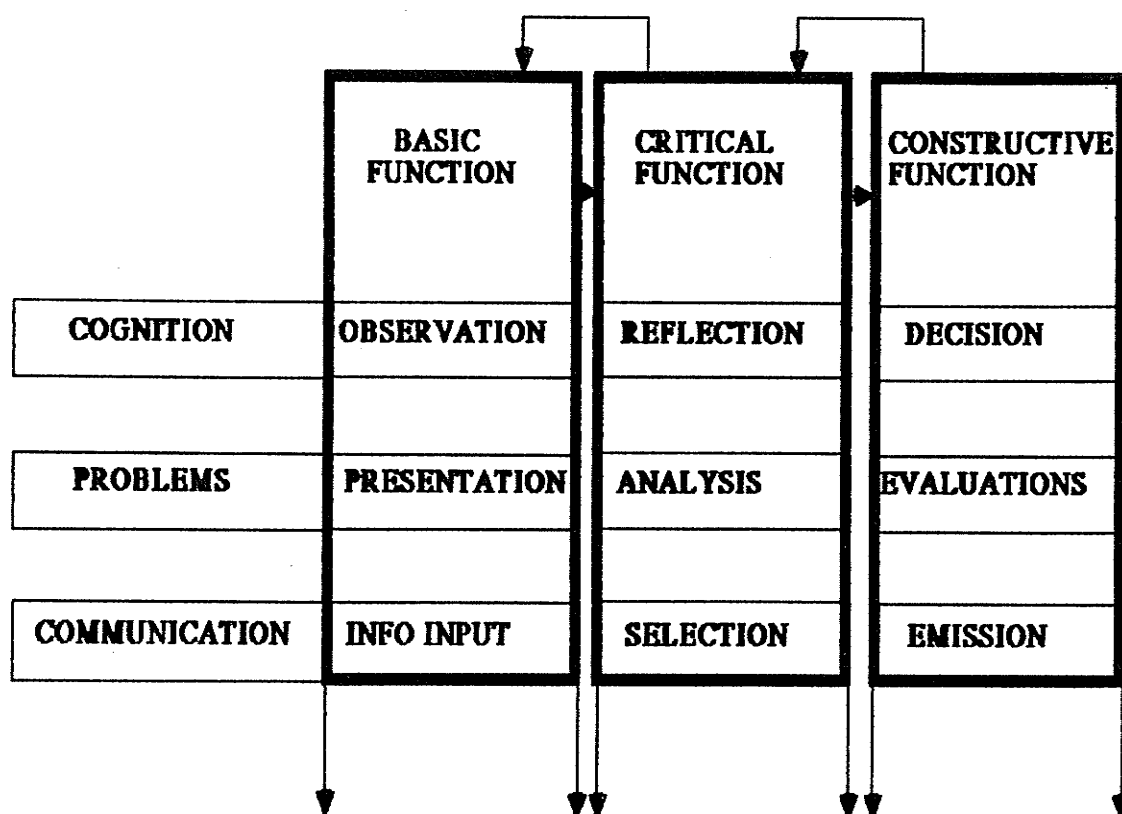 BASIC
FUNCTION
CRITICAL
FUNCTION
CONSTRUCTIVE
FUNCTION
COGNITION OBSERVATION REFLECTION DECISION
PROBLEMS PRESENTATION ANALYSIS EVALUATIONS
COMMUNICATION INFO INPUT SELECTION EMISSION